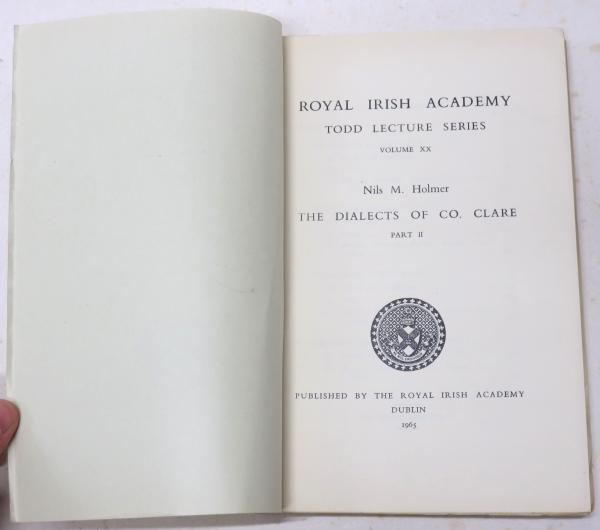 ROYAL IRISH ACADEMY
TODD LECTURE SERIES
VOLUME XX
Nils M. Holmer
THE DIALECTS OF CO. CLARE
PART II
PUBLISHED BY THE ROYAL IRISH ACADEMY
DUBLIN
1965